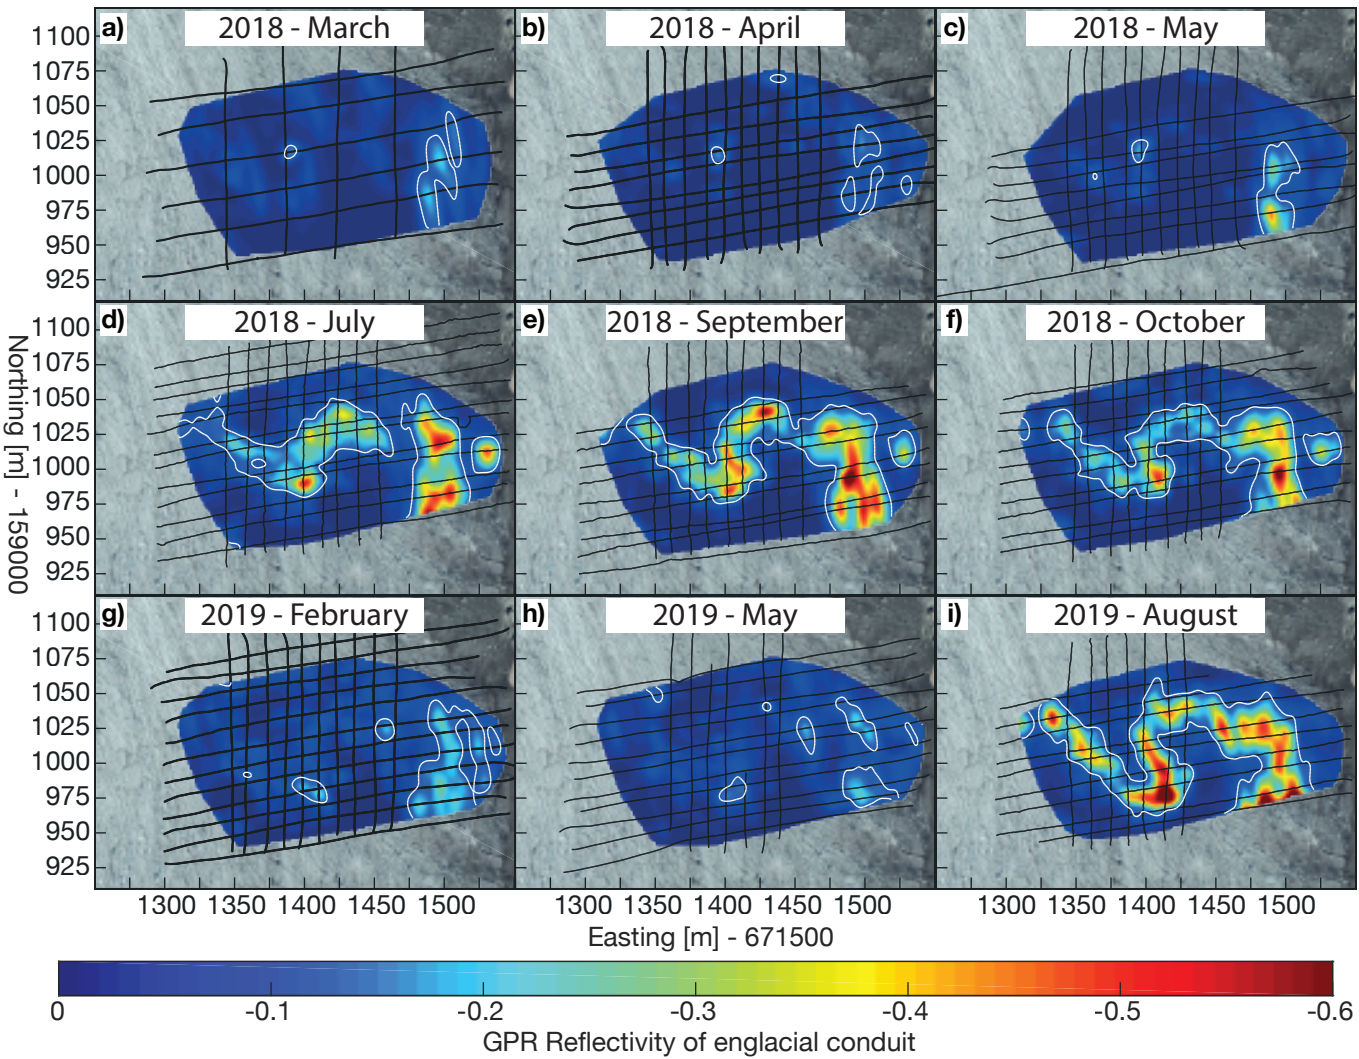 a) 2018 - March
b) 2018 - April
c) 2018 - May
1100
1075
1050
1025
1000
975
950
925
d) 2018 - July
e) 2018 - September
f) 2018 - October
1100
1075
1050
1025
1000
975
950
925
Northing [m] - 159000
g) 2019 - February
h) 2019 - May
i) 2019 - August
1100
1075
1050
1025
1000
975
950
925
1300 1350 1400 1450 1500 1300 1350 1400 1450 1500 1300 1350 1400 1450 1500
Easting [m] - 671500
0 -0.1 -0.2 -0.3 -0.4 -0.5 -0.6
GPR Reflectivity of englacial conduit